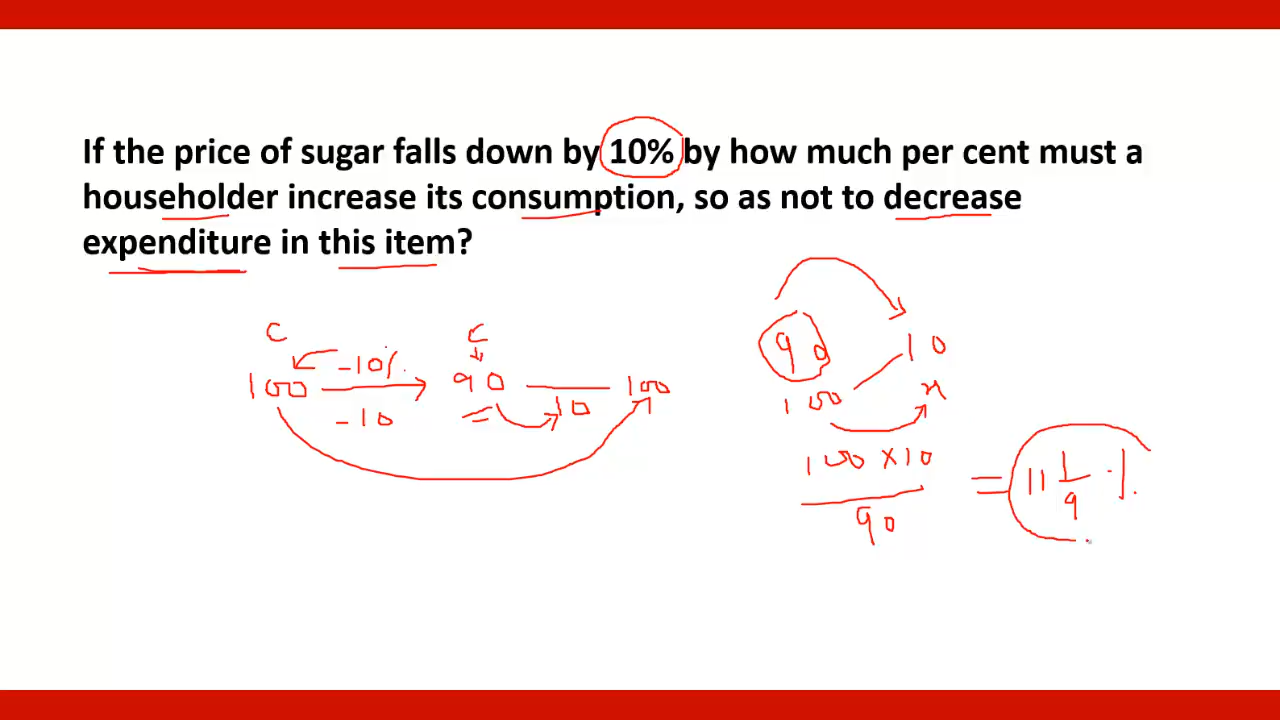 If the price of sugar falls down by 10% by how much per cent must a
householder increase its consumption, so as not to decrease
expenditure in this item?
C C
100 -10% 90 100
-10 10
90 10
100 x
100 × 10
90
= 11 1/9 %